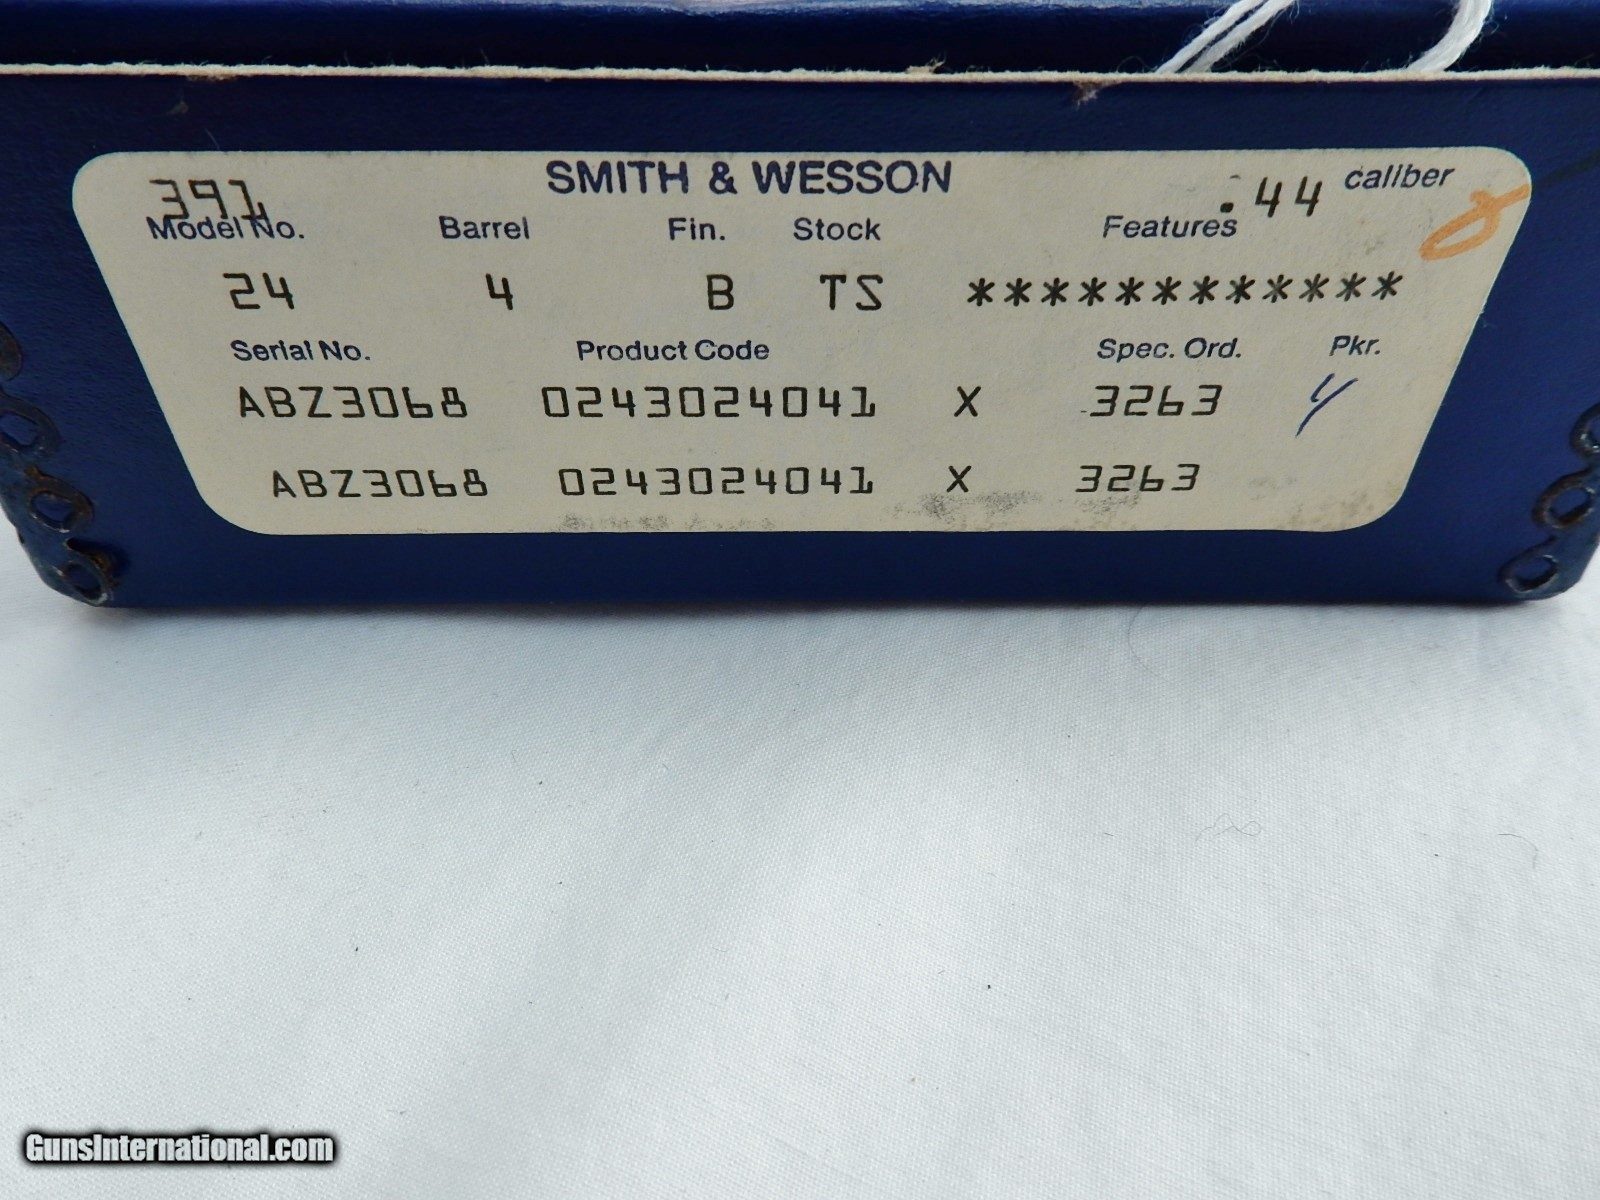 SMITH & WESSON
391 .44 caliber
Model No. Barrel Fin. Stock Features
24 4 B TS ************
Serial No. Product Code Spec. Ord. Pkr.
ABZ3068 0243024041 X 3263 Y
ABZ3068 0243024041 X 3263
GunsInternational.com